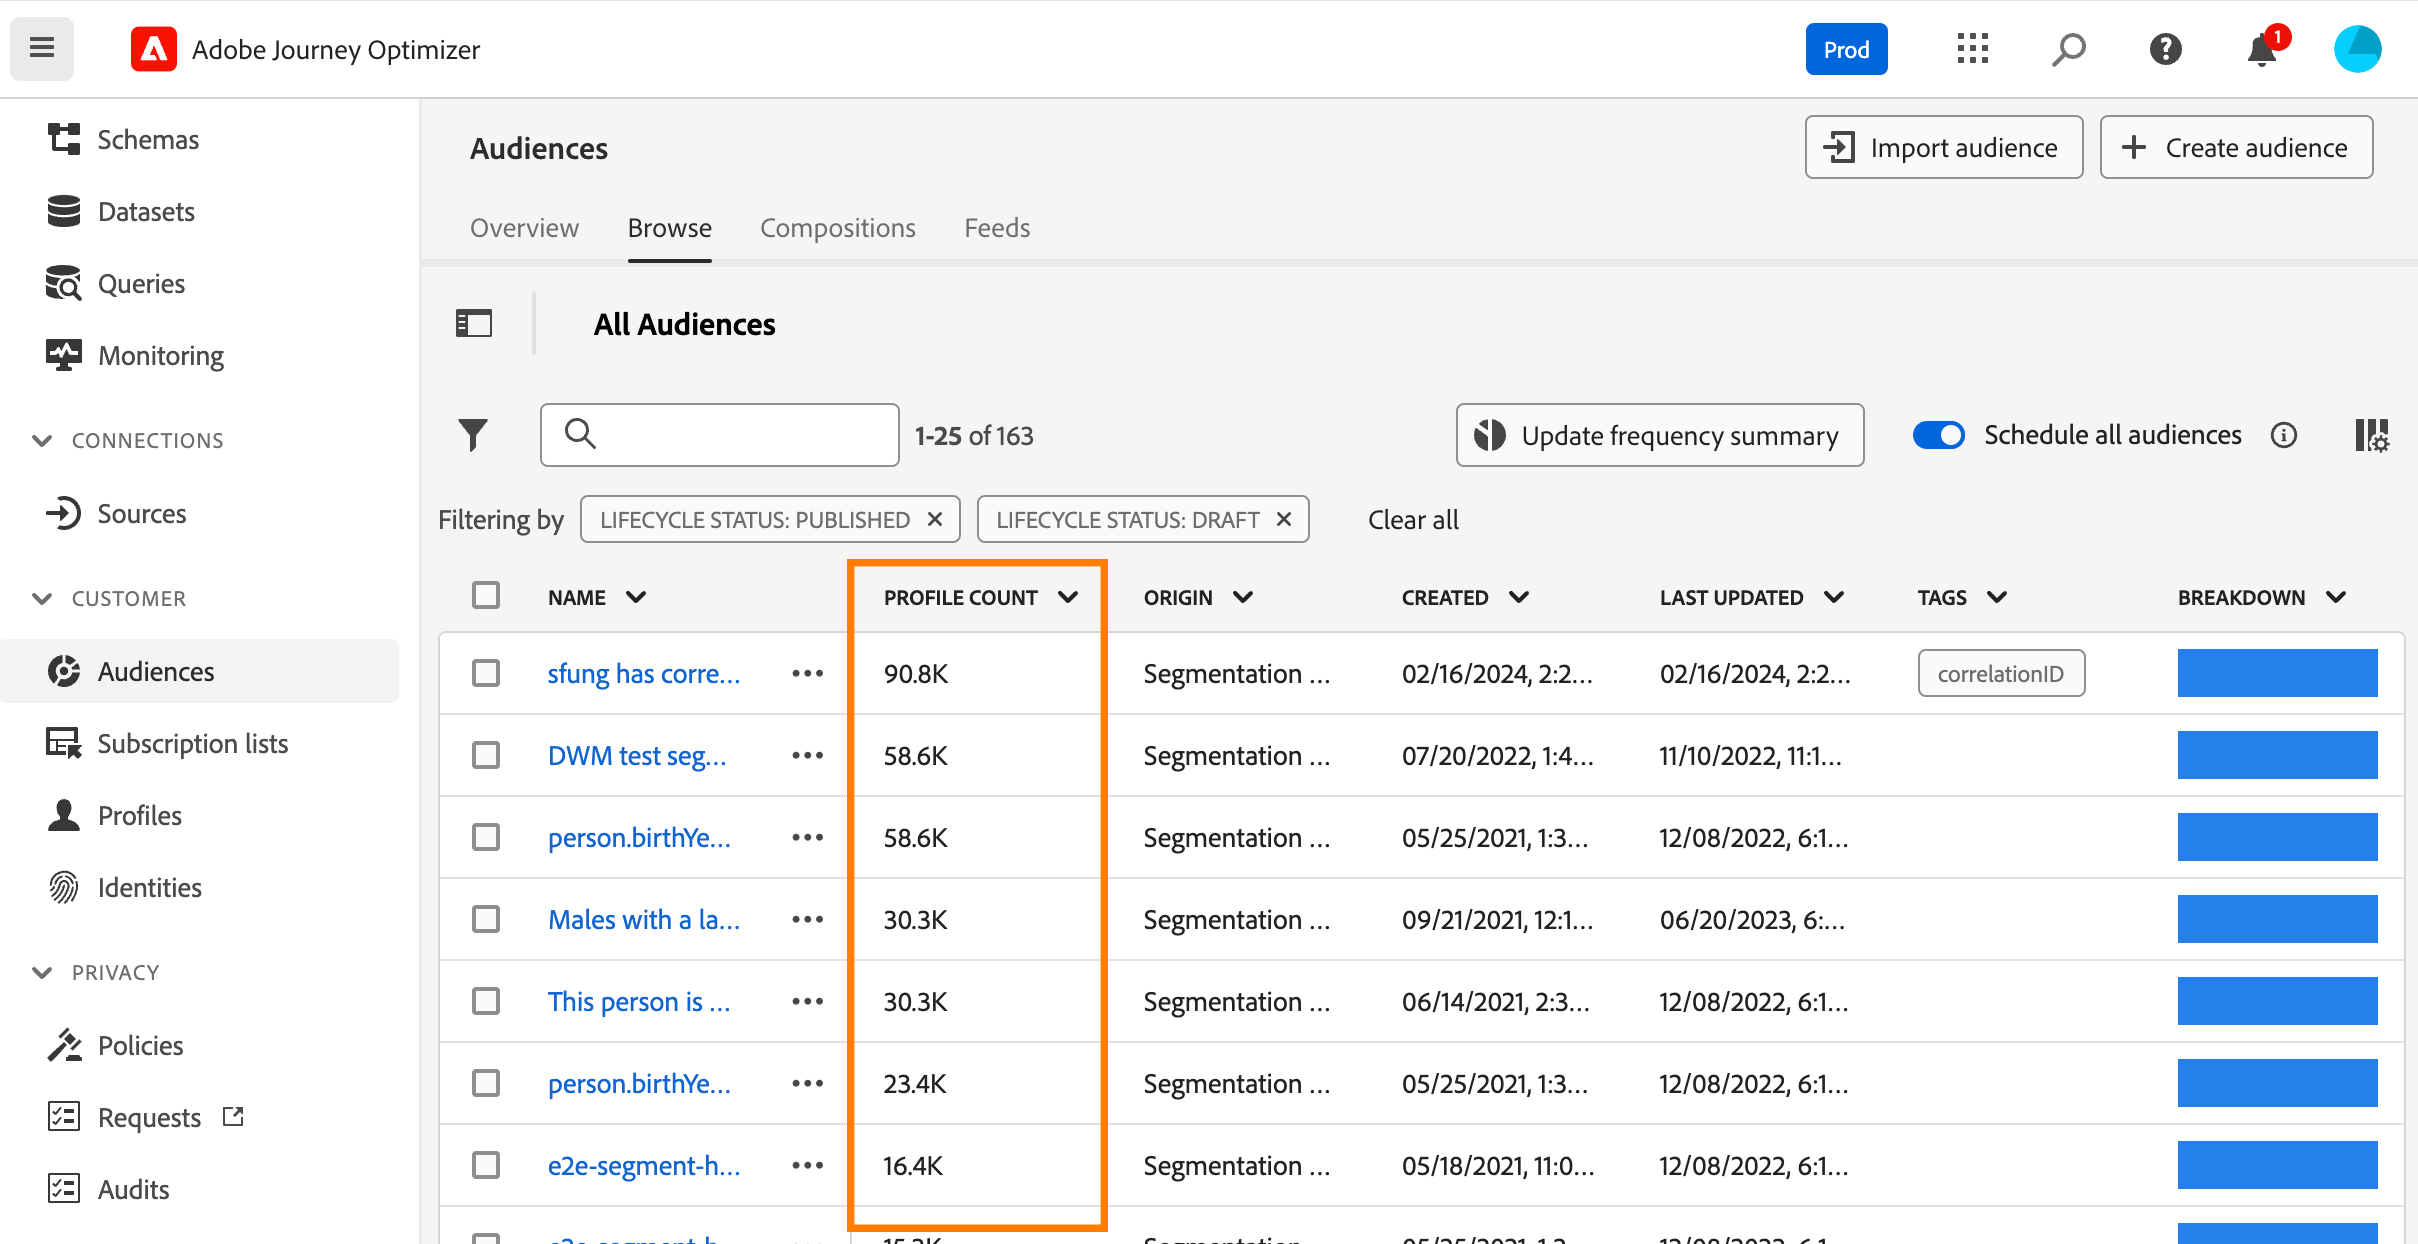 Adobe Journey Optimizer
Prod
1
Schemas
Datasets
Queries
Monitoring
CONNECTIONS
Sources
CUSTOMER
Audiences
Subscription lists
Profiles
Identities
PRIVACY
Policies
Requests
Audits
Audiences
Import audience
Create audience
Overview Browse Compositions Feeds
All Audiences
1-25 of 163
Update frequency summary
Schedule all audiences
Filtering by LIFECYCLE STATUS: PUBLISHED LIFECYCLE STATUS: DRAFT Clear all
NAME PROFILE COUNT ORIGIN CREATED LAST UPDATED TAGS BREAKDOWN
sfung has corre... 90.8K Segmentation ... 02/16/2024, 2:2... 02/16/2024, 2:2... correlationID
DWM test seg... 58.6K Segmentation ... 07/20/2022, 1:4... 11/10/2022, 11:1...
person.birthYe... 58.6K Segmentation ... 05/25/2021, 1:3... 12/08/2022, 6:1...
Males with a la... 30.3K Segmentation ... 09/21/2021, 12:1... 06/20/2023, 6:...
This person is ... 30.3K Segmentation ... 06/14/2021, 2:3... 12/08/2022, 6:1...
person.birthYe... 23.4K Segmentation ... 05/25/2021, 1:3... 12/08/2022, 6:1...
e2e-segment-h... 16.4K Segmentation ... 05/18/2021, 11:0... 12/08/2022, 6:1...